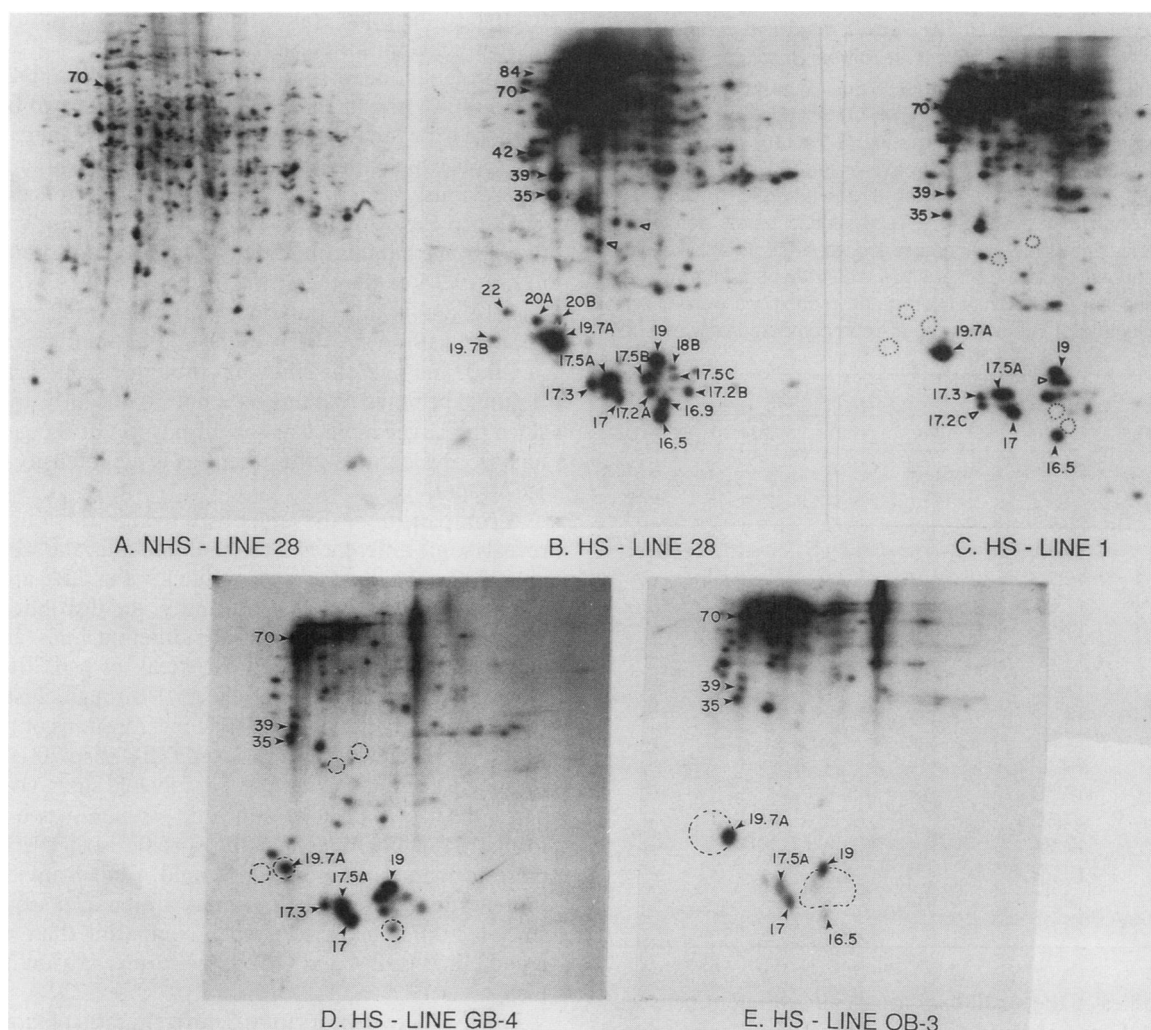 70
84
70
42
39
35
22
20A
20B
19.7B
19.7A
19
18B
17.5A
17.5B
17.5C
17.3
17.2B
17
17.2A
16.9
16.5
70
39
35
19.7A
19
17.5A
17.3
17.2C
17
16.5
A. NHS - LINE 28
B. HS - LINE 28
C. HS - LINE 1
70
39
35
19.7A
19
17.5A
17.3
17
70
39
35
19.7A
19
17.5A
17
16.5
D. HS - LINE GB-4
E. HS - LINE OB-3